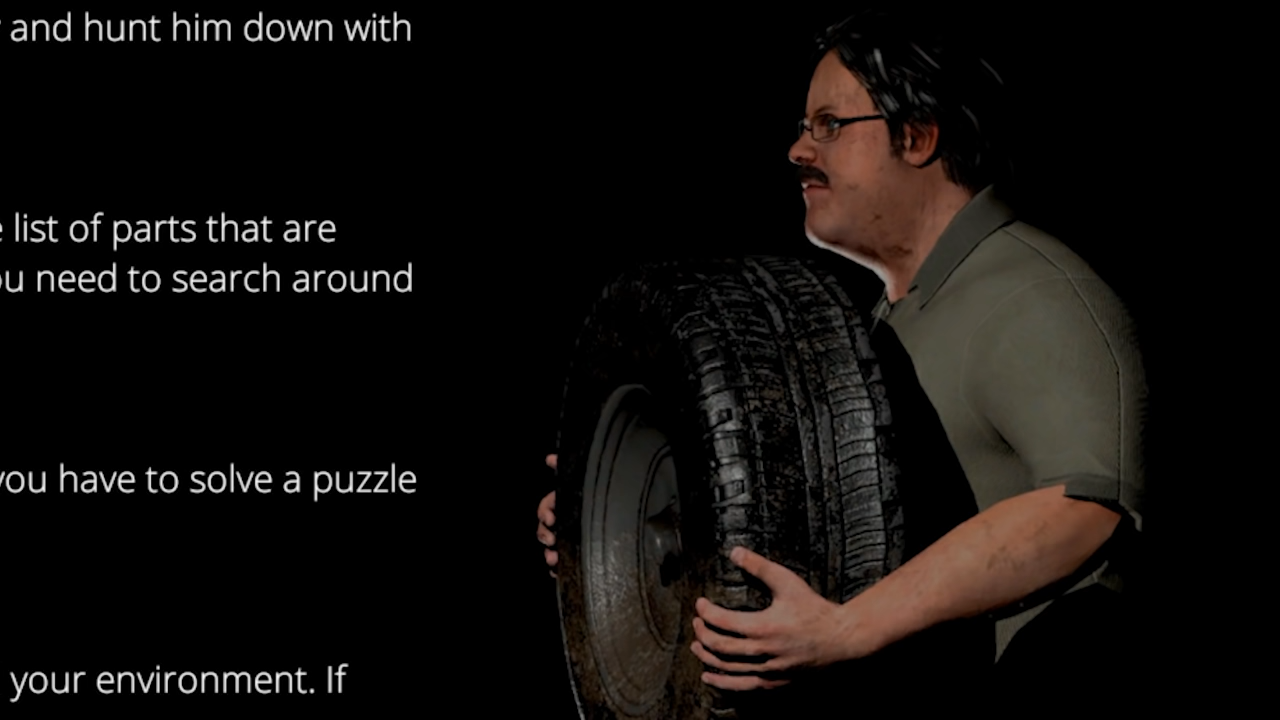 and hunt him down with
list of parts that are
need to search around
you have to solve a puzzle
your environment. If